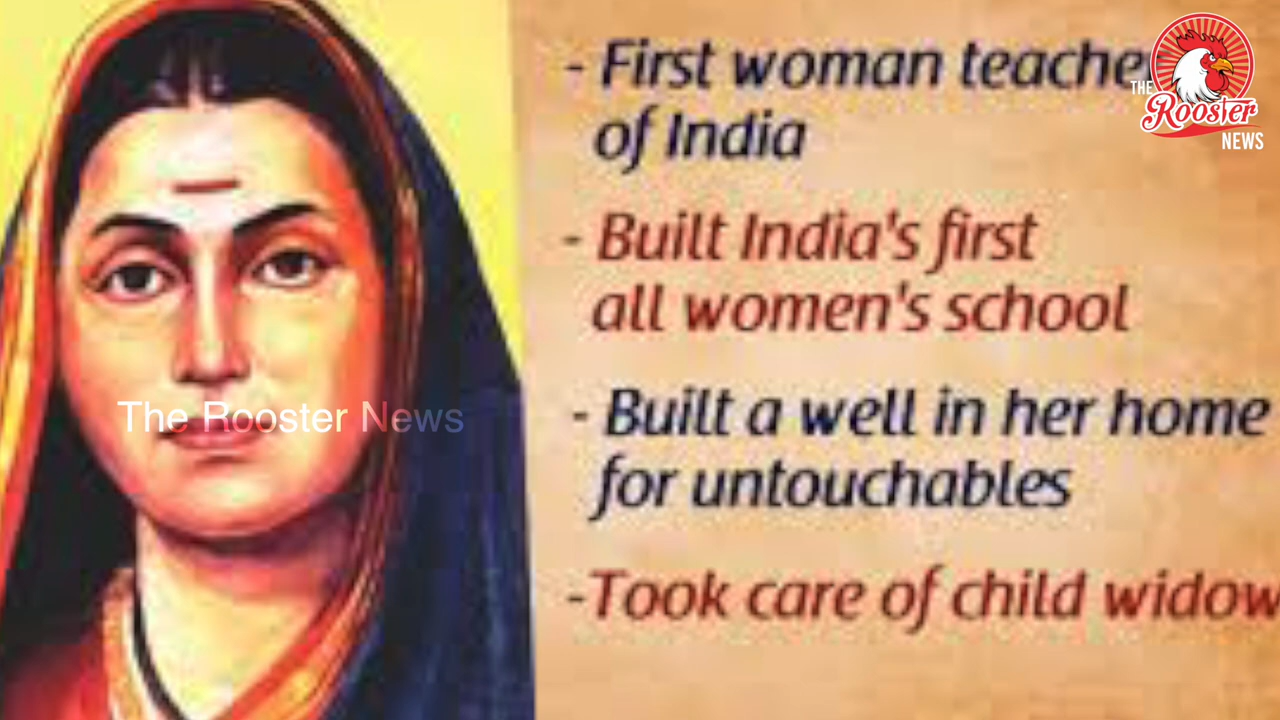 - First woman teache
of India
- Built India's first
all women's school
- Built a well in her home
for untouchables
-Took care of child widow
THE
Rooster
NEWS
The Rooster News